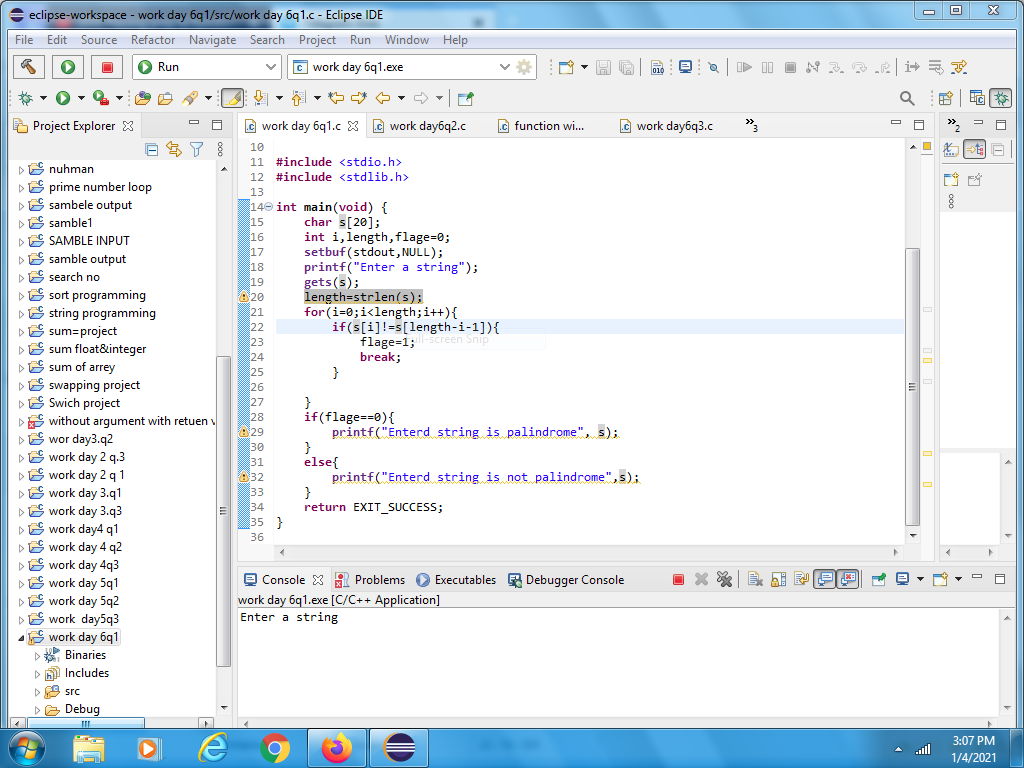 eclipse-workspace - work day 6q1/src/work day 6q1.c - Eclipse IDE
File Edit Source Refactor Navigate Search Project Run Window Help
Run
work day 6q1.exe
Project Explorer
nuhman
prime number loop
sambele output
samble1
SAMBLE INPUT
samble output
search no
sort programming
string programming
sum=project
sum float&integer
sum of arrey
swapping project
Swich project
without argument with retuen v
wor day3.q2
work day 2 q.3
work day 2 q 1
work day 3.q1
work day 3.q3
work day4 q1
work day 4 q2
work day 4q3
work day 5q1
work day 5q2
work  day5q3
work day 6q1
Binaries
Includes
src
Debug
work day 6q1.c work day6q2.c function wi... work day6q3.c »3
»2
10
11 #include <stdio.h>
12 #include <stdlib.h>
13
14 int main(void) {
15 char s[20];
16 int i,length,flage=0;
17 setbuf(stdout,NULL);
18 printf("Enter a string");
19 gets(s);
20 length=strlen(s);
21 for(i=0;i<length;i++){
22 if(s[i]!=s[length-i-1]){
23 flage=1;
Full-screen Snip
24 break;
25 }
26
27 }
28 if(flage==0){
29 printf("Enterd string is palindrome", s);
30 }
31 else{
32 printf("Enterd string is not palindrome",s);
33 }
34 return EXIT_SUCCESS;
35 }
36
Console Problems Executables Debugger Console
work day 6q1.exe [C/C++ Application]
Enter a string
3:07 PM
1/4/2021